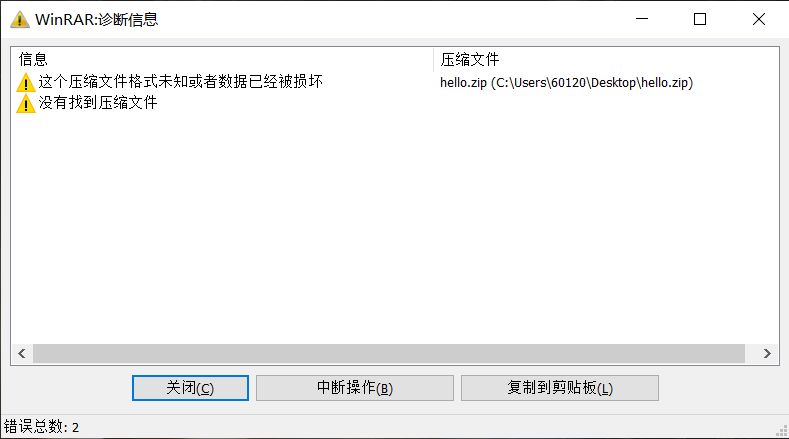 WinRAR:诊断信息
信息 压缩文件
这个压缩文件格式未知或者数据已经被损坏 hello.zip (C:\Users\60120\Desktop\hello.zip)
没有找到压缩文件
关闭(C) 中断操作(B) 复制到剪贴板(L)
错误总数: 2